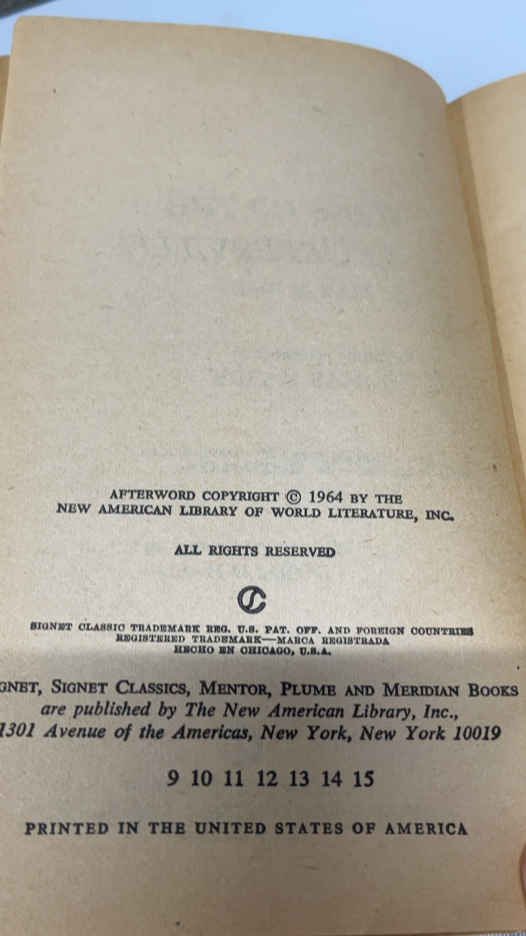 AFTERWORD COPYRIGHT © 1964 BY THE
NEW AMERICAN LIBRARY OF WORLD LITERATURE, INC.
ALL RIGHTS RESERVED
SIGNET CLASSIC TRADEMARK REG. U.S. PAT. OFF. AND FOREIGN COUNTRIES
REGISTERED TRADEMARK—MARCA REGISTRADA
HECHO EN CHICAGO, U.S.A.
GNET, SIGNET CLASSICS, MENTOR, PLUME AND MERIDIAN BOOKS
are published by The New American Library, Inc.,
1301 Avenue of the Americas, New York, New York 10019
9 10 11 12 13 14 15
PRINTED IN THE UNITED STATES OF AMERICA